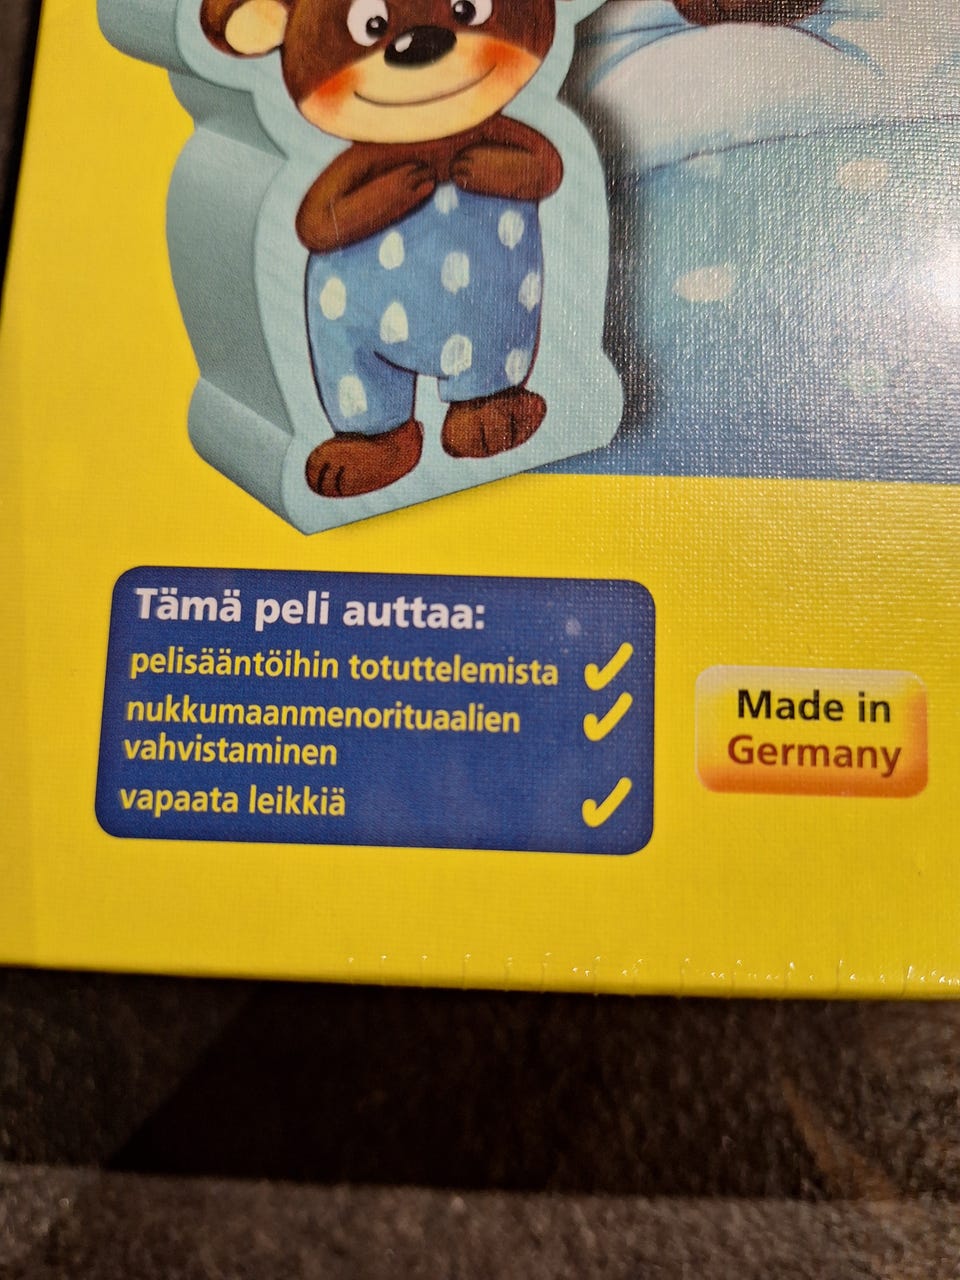 Tämä peli auttaa:
pelisääntöihin totuttelemista
nukkumaanmenorituaalien
vahvistaminen
vapaata leikkiä
Made in
Germany